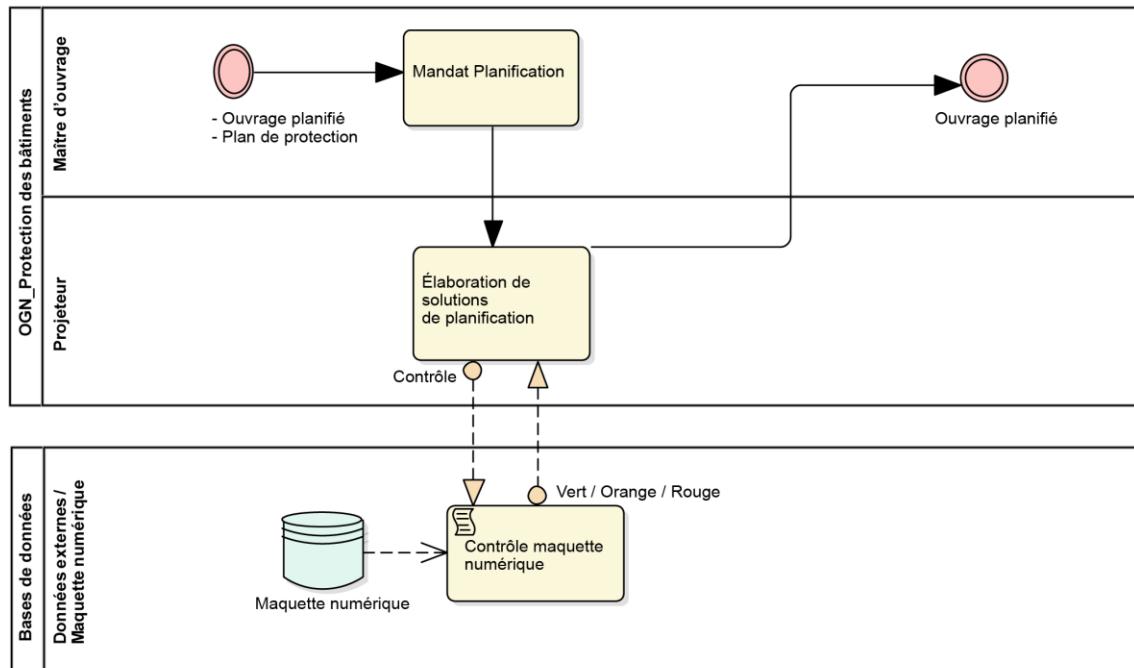 OGN_Protection des bâtiments
Maître d'ouvrage
- Ouvrage planifié
- Plan de protection
Mandat Planification
Ouvrage planifié
Projeteur
Élaboration de
solutions
de planification
Contrôle
Bases de données
Données externes /
Maquette numérique
Vert / Orange / Rouge
Contrôle maquette
numérique
Maquette numérique